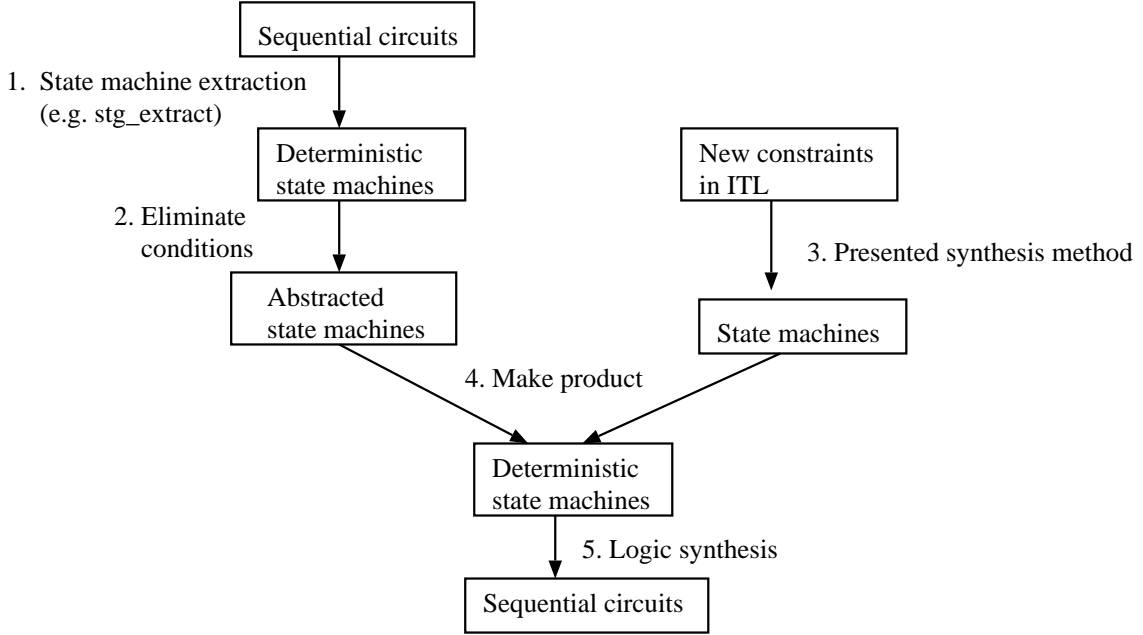 Sequential circuits
1. State machine extraction
(e.g. stg_extract)
Deterministic
state machines
New constraints
in ITL
2. Eliminate
conditions
3. Presented synthesis method
Abstracted
state machines
State machines
4. Make product
Deterministic
state machines
5. Logic synthesis
Sequential circuits